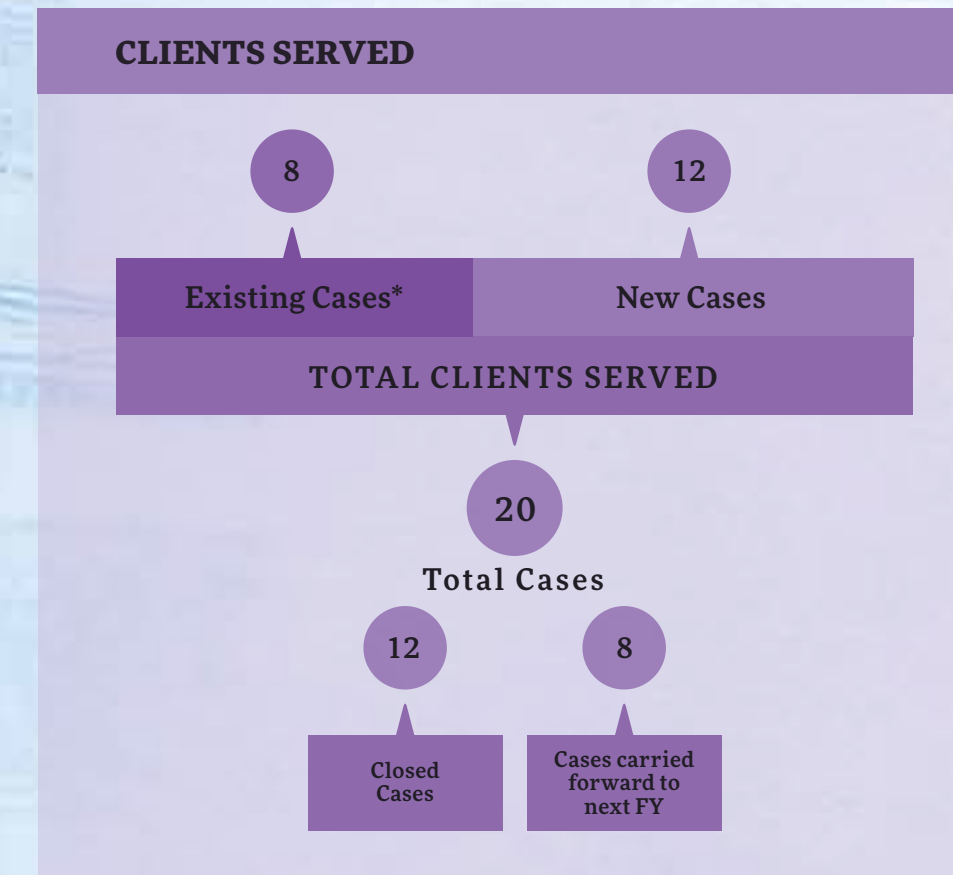 CLIENTS SERVED
8
12
Existing Cases*
New Cases
TOTAL CLIENTS SERVED
20
Total Cases
12
8
Closed
Cases
Cases carried
forward to
next FY